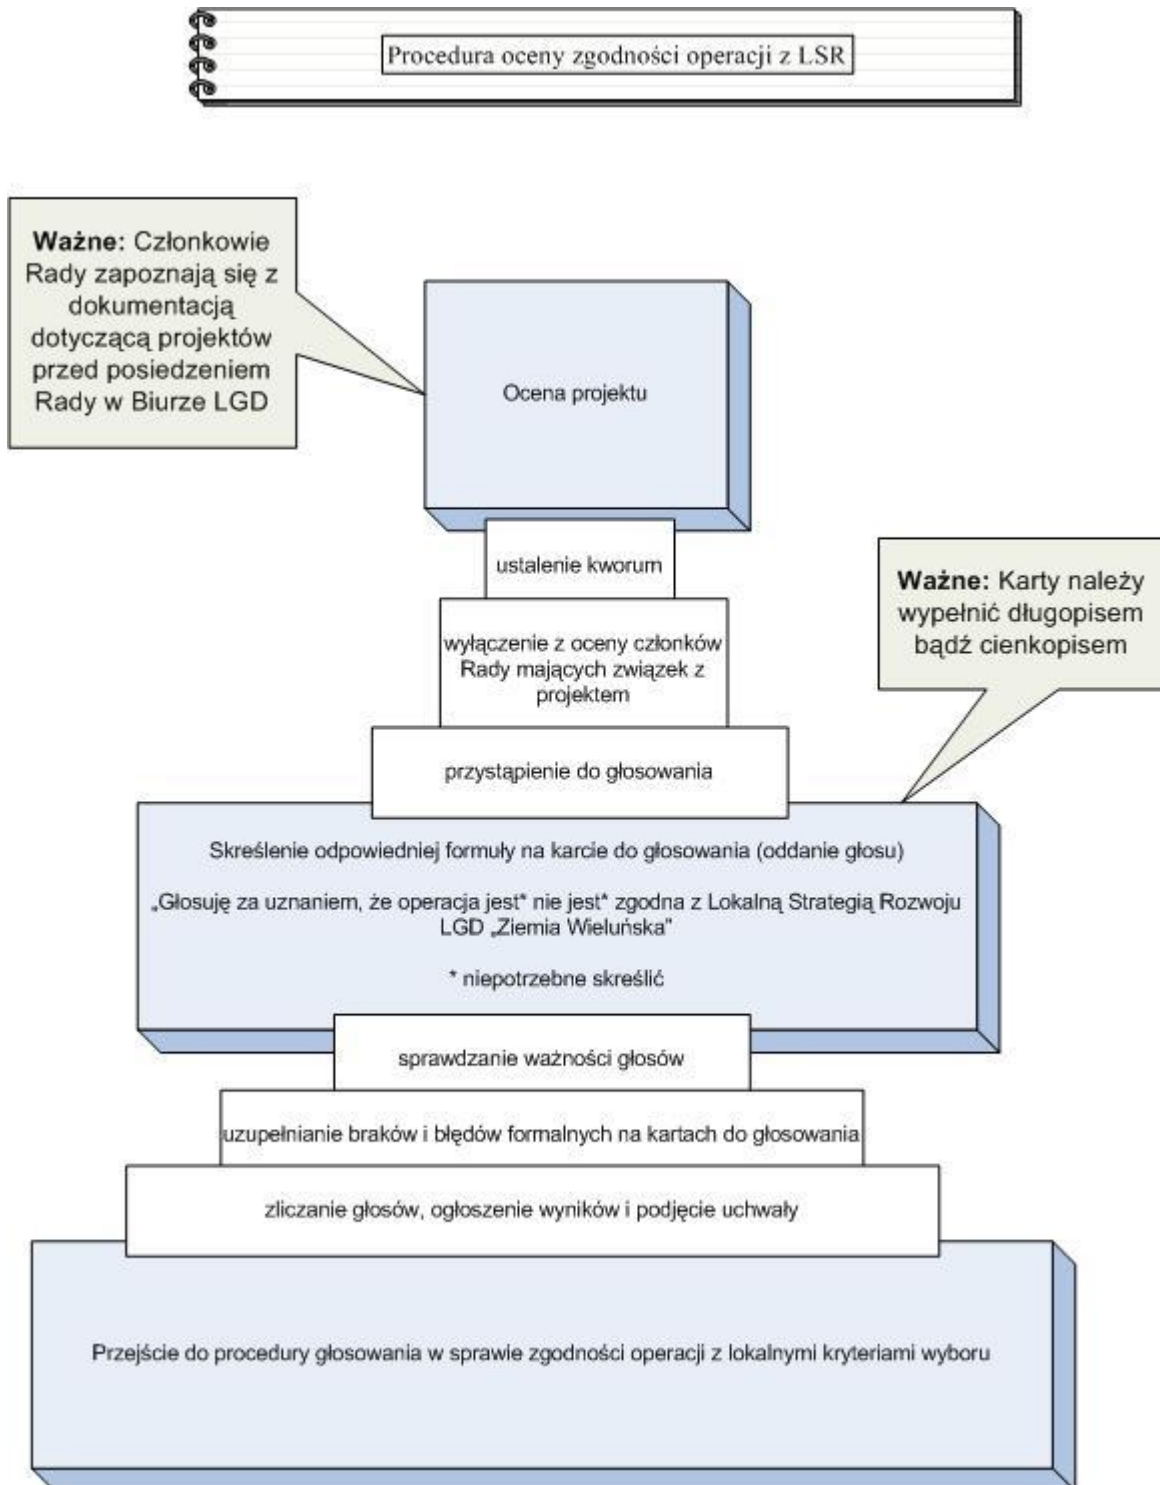 Procedura oceny zgodności operacji z LSR
Ważne: Członkowie
Rady zapoznają się z
dokumentacją
dotyczącą projektów
przed posiedzeniem
Rady w Biurze LGD
Ocena projektu
ustalenie kworum
Ważne: Karty należy
wypełnić długopisem
bądź cienkopisem
wyłączenie z oceny członków
Rady mających związek z
projektem
przystąpienie do głosowania
Skreślenie odpowiedniej formuły na karcie do głosowania (oddanie głosu)
„Głosuję za uznaniem, że operacja jest* nie jest* zgodna z Lokalną Strategią Rozwoju
LGD „Ziemia Wieluńska”
* niepotrzebne skreślić
sprawdzanie ważności głosów
uzupełnianie braków i błędów formalnych na kartach do głosowania
zliczanie głosów, ogłoszenie wyników i podjęcie uchwały
Przejście do procedury głosowania w sprawie zgodności operacji z lokalnymi kryteriami wyboru